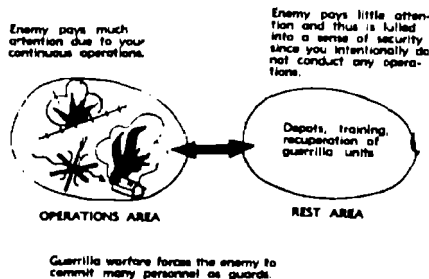 Enemy pays much
attention due to your
continuous operations.
Enemy pays little atten-
tion and thus is lulled
into a sense of security
since you intentionally do
not conduct any opera-
tions.
Depots, training,
recuperation of
guerrilla units
OPERATIONS AREA
REST AREA
Guerrilla warfare forces the enemy to
commit many personnel as guards.